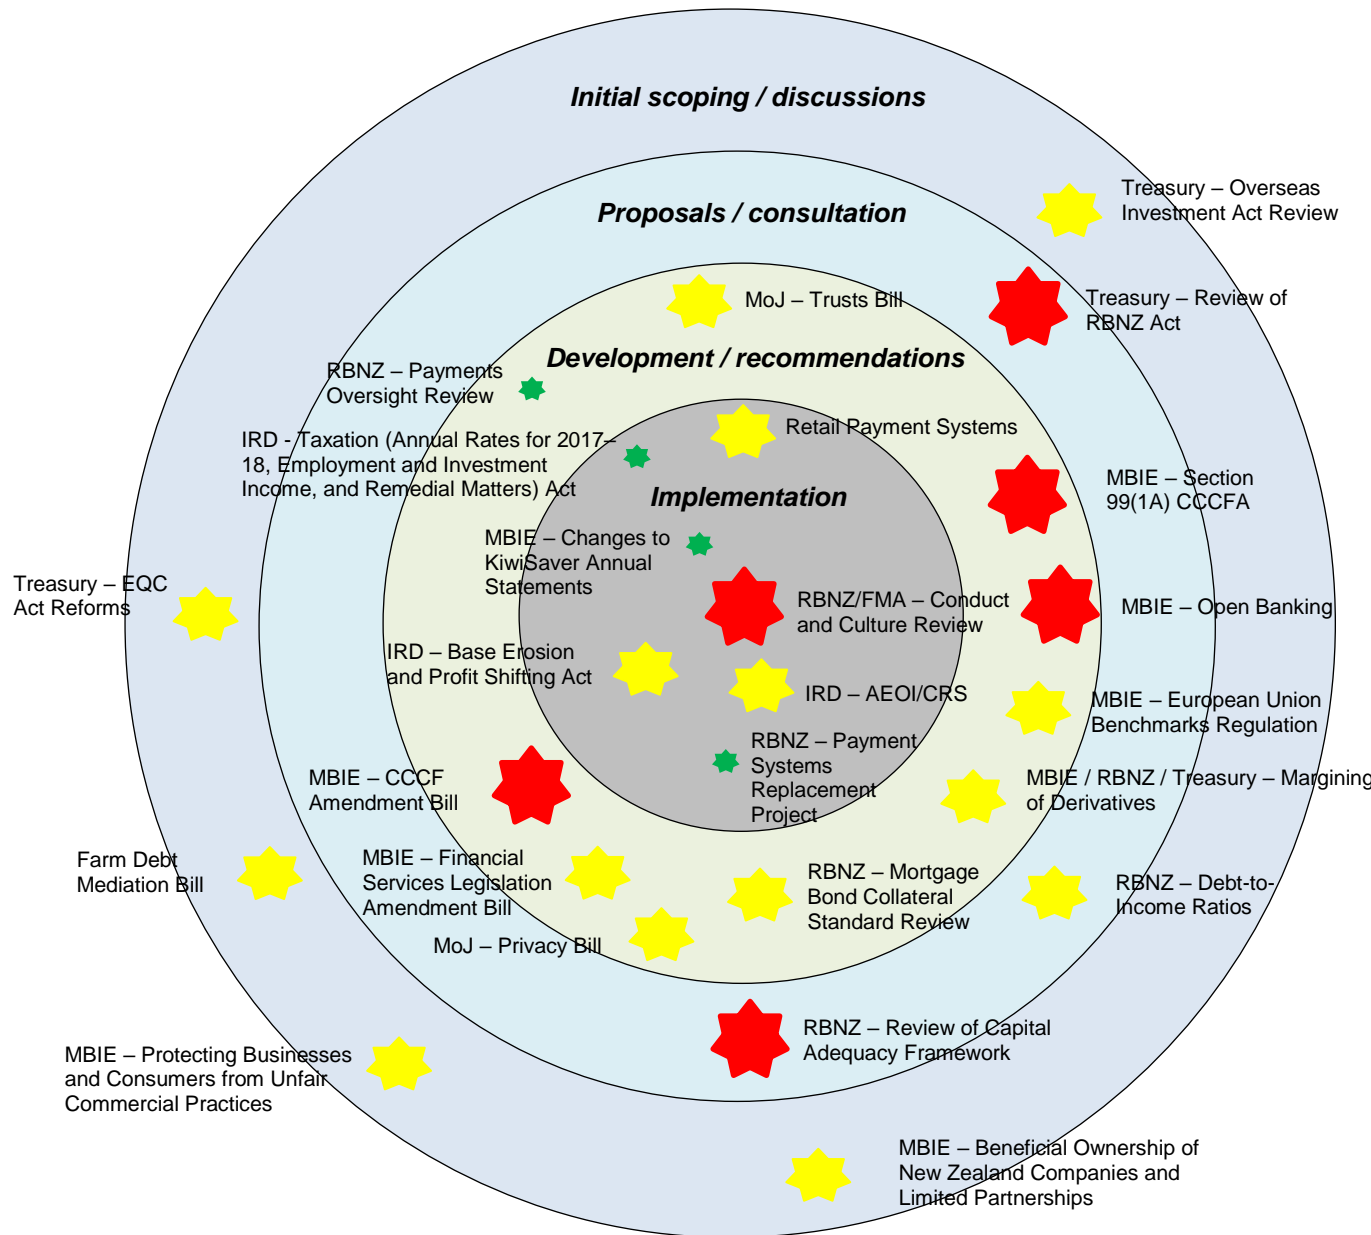 Initial scoping / discussions
Treasury – Overseas
Investment Act Review
Proposals / consultation
Treasury – Review of
RBNZ Act
MoJ – Trusts Bill
Development / recommendations
RBNZ – Payments
Oversight Review
Retail Payment Systems
IRD - Taxation (Annual Rates for 2017–
18, Employment and Investment
Income, and Remedial Matters) Act
MBIE – Section
99(1A) CCCFA
Implementation
MBIE – Changes to
KiwiSaver Annual
Statements
Treasury – EQC
Act Reforms
RBNZ/FMA – Conduct
and Culture Review
MBIE – Open Banking
IRD – Base Erosion
and Profit Shifting Act
IRD – AEOI/CRS
MBIE – European Union
Benchmarks Regulation
RBNZ – Payment
Systems
Replacement
Project
MBIE – CCCF
Amendment Bill
MBIE / RBNZ / Treasury – Margining
of Derivatives
Farm Debt
Mediation Bill
MBIE – Financial
Services Legislation
Amendment Bill
RBNZ – Mortgage
Bond Collateral
Standard Review
RBNZ – Debt-to-
Income Ratios
MoJ – Privacy Bill
RBNZ – Review of Capital
Adequacy Framework
MBIE – Protecting Businesses
and Consumers from Unfair
Commercial Practices
MBIE – Beneficial Ownership of
New Zealand Companies and
Limited Partnerships